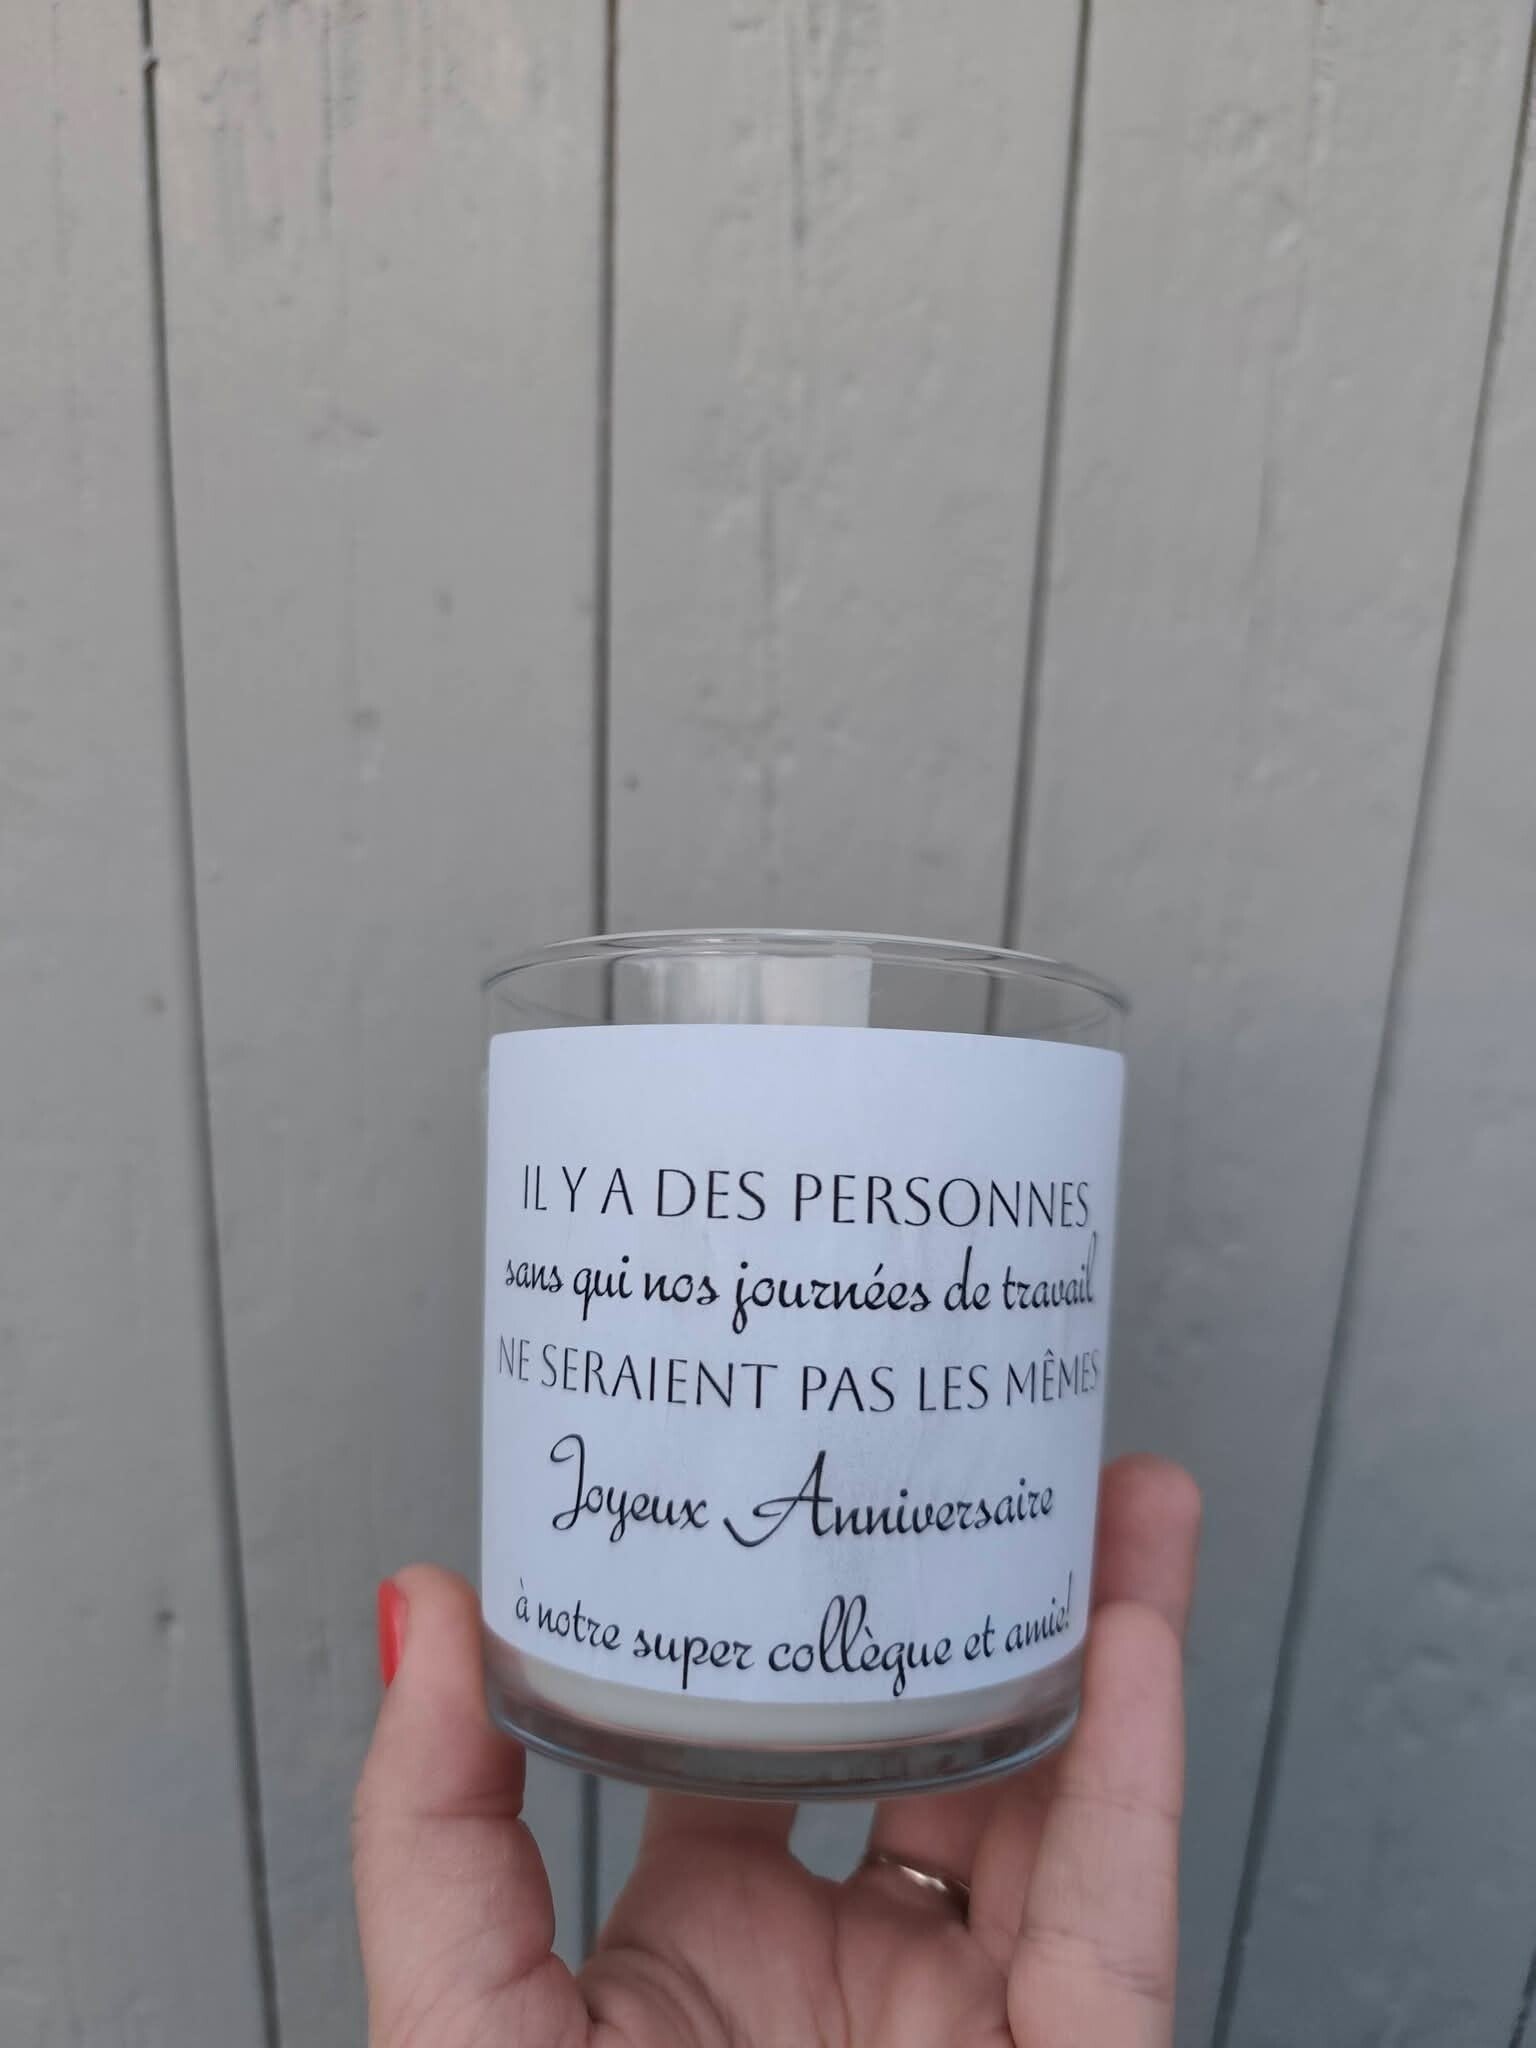 IL Y A DES PERSONNES
sans qui nos journées de travail
NE SERAIENT PAS LES MÊMES
Joyeux Anniversaire
à notre super collègue et amie!